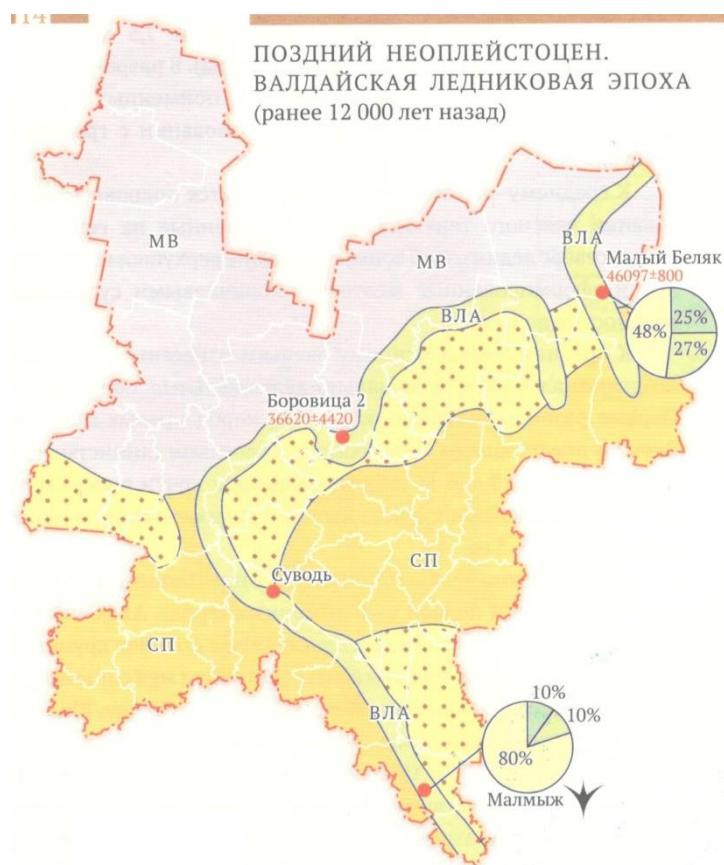 14
ПОЗДНИЙ НЕОПЛЕЙСТОЦЕН.
ВАЛДАЙСКАЯ ЛЕДНИКОВАЯ ЭПОХА
(ранее 12 000 лет назад)
МВ
МВ
ВЛА
Малый Беляк
46097±800
48%
25%
27%
ВЛА
Боровица 2
36620±4420
СП
Суводь
СП
ВЛА
10%
10%
80%
Малмыж